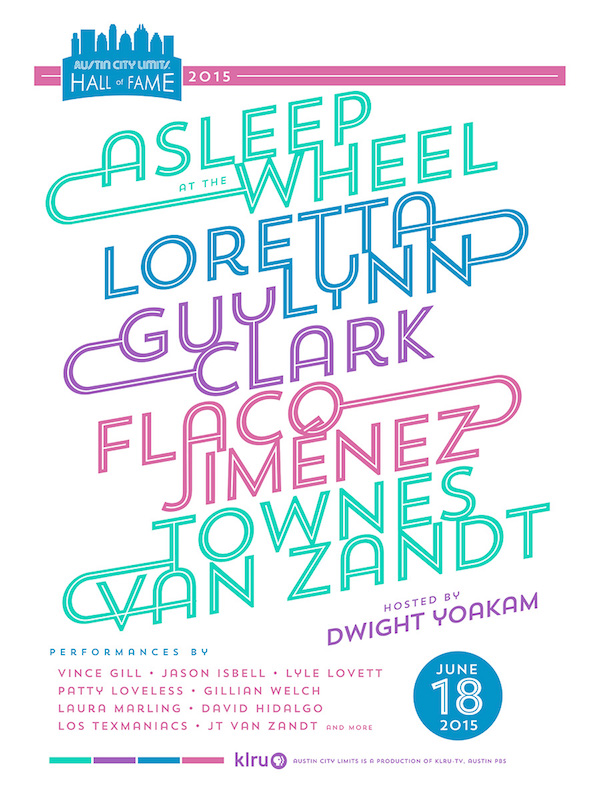 AUSTIN CITY LIMITS
HALL of FAME
2015
ASLEEP
AT THE WHEEL
LORETTA
LYNN
GUY
CLARK
FLACO
JIMÉNEZ
TOWNES
VAN ZANDT
HOSTED BY
DWIGHT YOAKAM
PERFORMANCES BY
VINCE GILL • JASON ISBELL • LYLE LOVETT
PATTY LOVELESS • GILLIAN WELCH
LAURA MARLING • DAVID HIDALGO
LOS TEXMANIACS • JT VAN ZANDT AND MORE
JUNE
18
2015
klru PBS
AUSTIN CITY LIMITS IS A PRODUCTION OF KLRU-TV, AUSTIN PBS